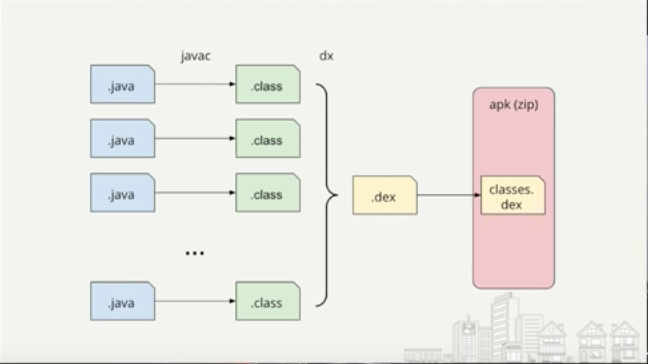 javac
dx
.java
.class
apk (zip)
.java
.class
.java
.class
.dex
classes.
dex
...
.java
.class